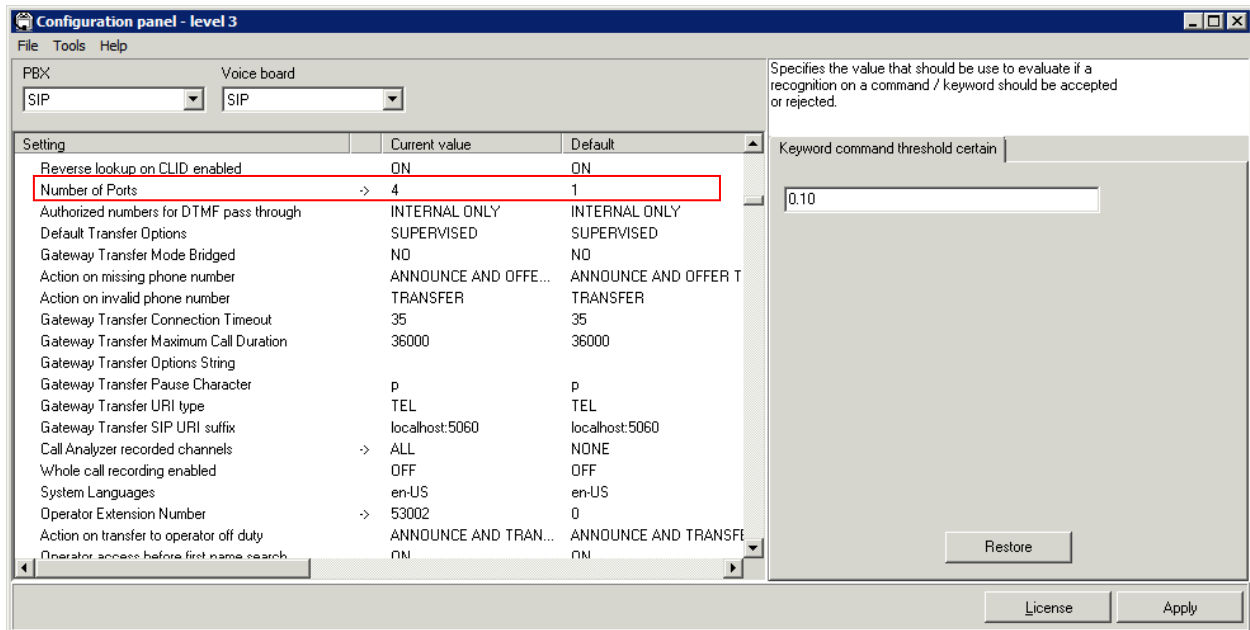 Configuration panel - level 3
File Tools Help
PBX Voice board
SIP SIP
Specifies the value that should be use to evaluate if a
recognition on a command / keyword should be accepted
or rejected.
Setting Current value Default
Reverse lookup on CLID enabled ON ON
Number of Ports -> 4 1
Authorized numbers for DTMF pass through INTERNAL ONLY INTERNAL ONLY
Default Transfer Options SUPERVISED SUPERVISED
Gateway Transfer Mode Bridged NO NO
Action on missing phone number ANNOUNCE AND OFFE... ANNOUNCE AND OFFER T
Action on invalid phone number TRANSFER TRANSFER
Gateway Transfer Connection Timeout 35 35
Gateway Transfer Maximum Call Duration 36000 36000
Gateway Transfer Options String
Gateway Transfer Pause Character p p
Gateway Transfer URI type TEL TEL
Gateway Transfer SIP URI suffix localhost:5060 localhost:5060
Call Analyzer recorded channels -> ALL NONE
Whole call recording enabled OFF OFF
System Languages en-US en-US
Operator Extension Number -> 53002 0
Action on transfer to operator off duty ANNOUNCE AND TRAN... ANNOUNCE AND TRANSFE
Operator access before first name search ON ON
Keyword command threshold certain
0.10
Restore
License Apply